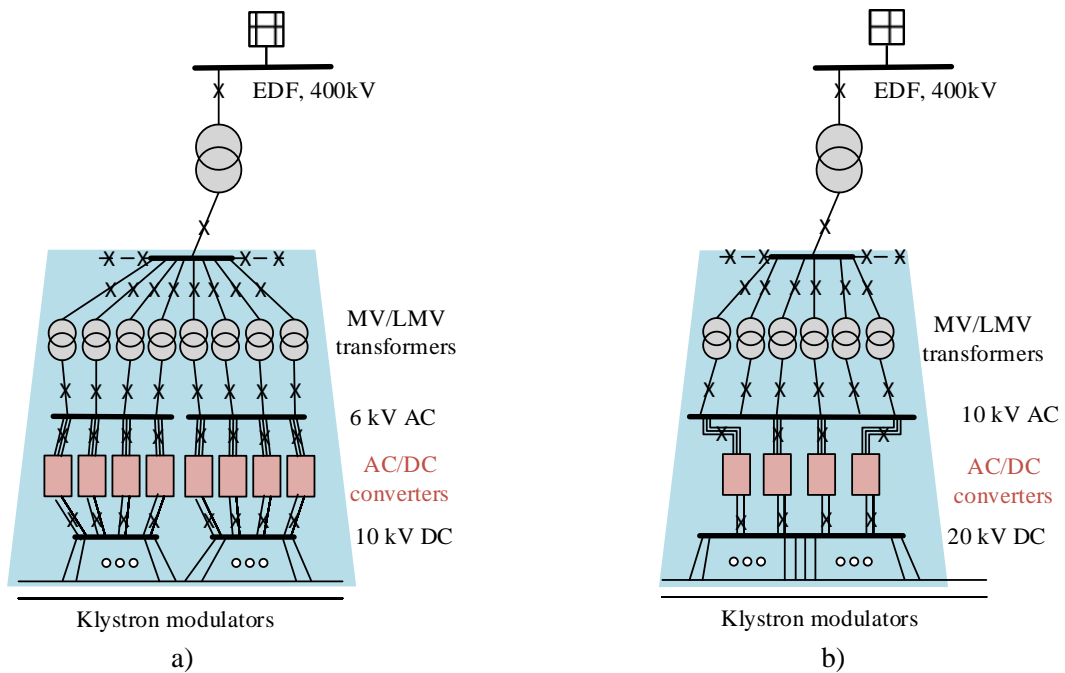 EDF, 400kV
MV/LMV
transformers
6 kV AC
AC/DC
converters
10 kV DC
Klystron modulators
a)
EDF, 400kV
MV/LMV
transformers
10 kV AC
AC/DC
converters
20 kV DC
Klystron modulators
b)